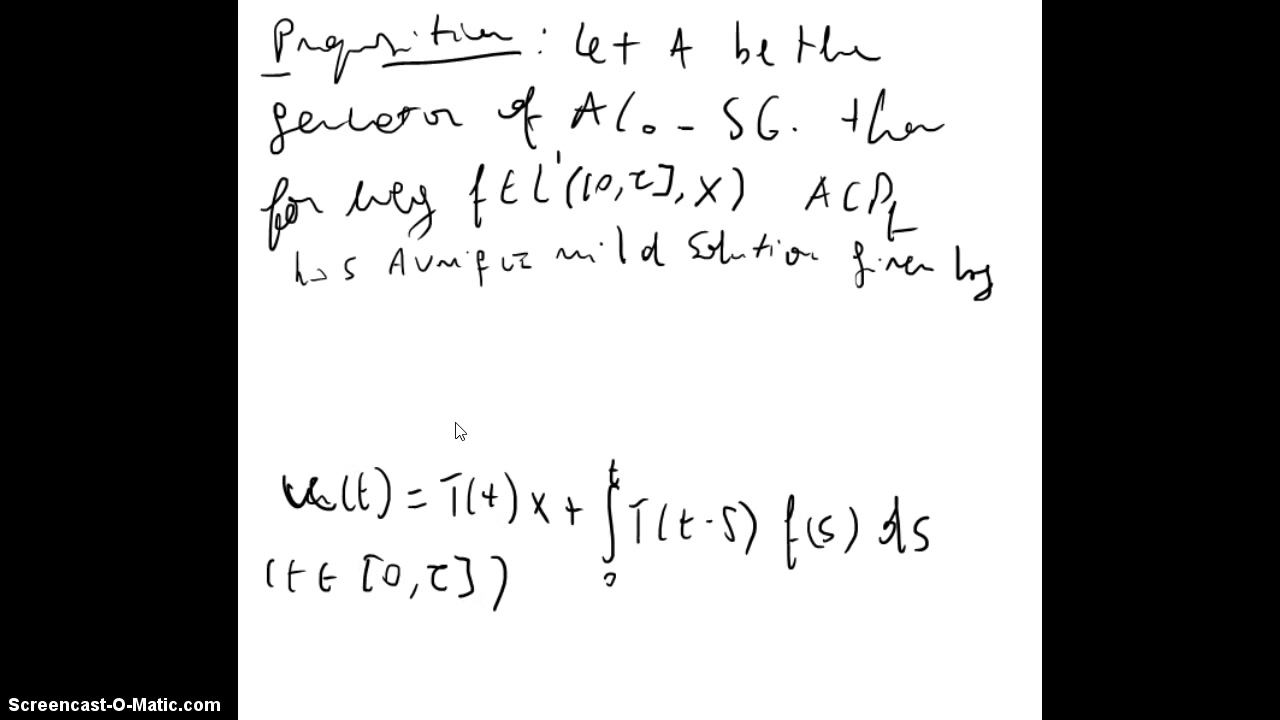 Proposition: Let A be the
generator of A C₀ - SG. then
for every f ∈ L¹([0,τ], X) ACP_f
has A unique mild solution given by
u(t) = T(t)x + ∫₀ᵗ T(t-s) f(s) ds
(t ∈ [0,τ])
Screencast-O-Matic.com